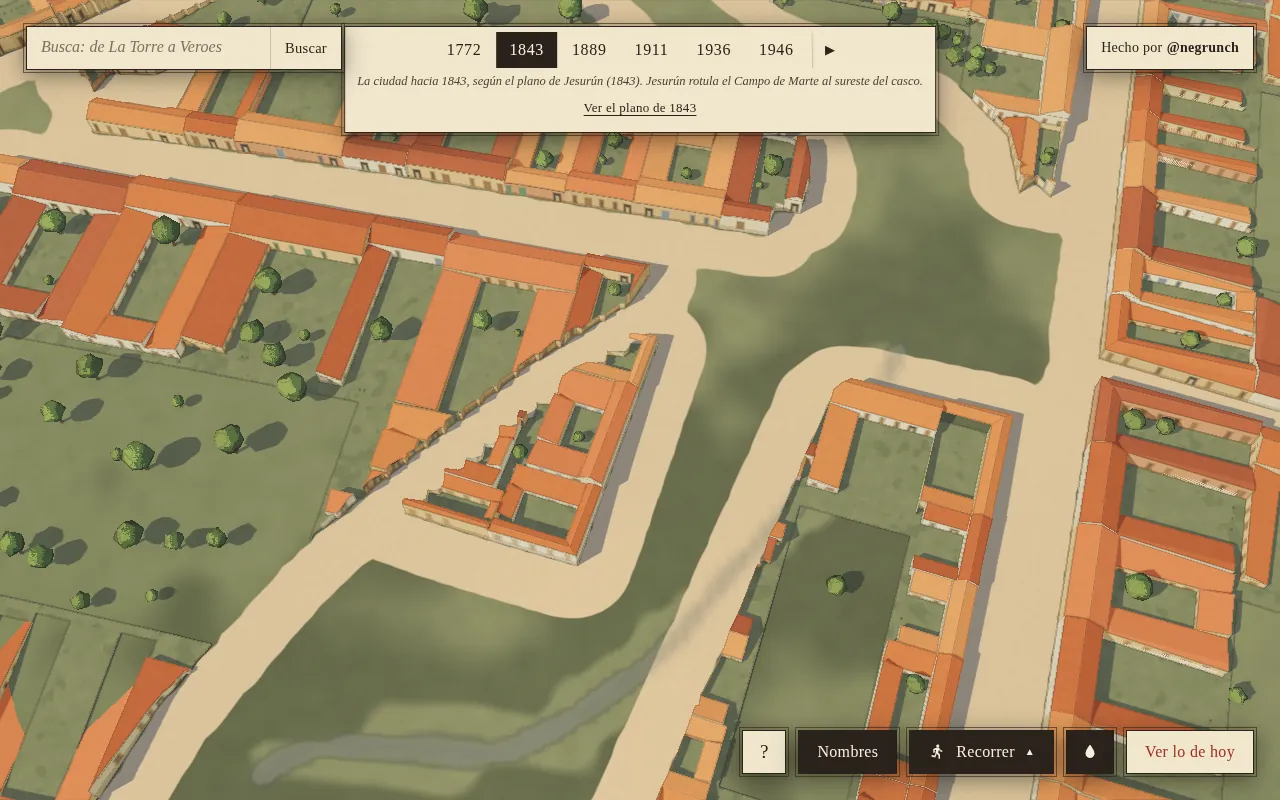 Busca: de La Torre a Veroes
Buscar
1772 1843 1889 1911 1936 1946 ▶
La ciudad hacia 1843, según el plano de Jesurún (1843). Jesurún rotula el Campo de Marte al sureste del casco.
Ver el plano de 1843
Hecho por @negrunch
? Nombres Recorrer ▲ Ver lo de hoy